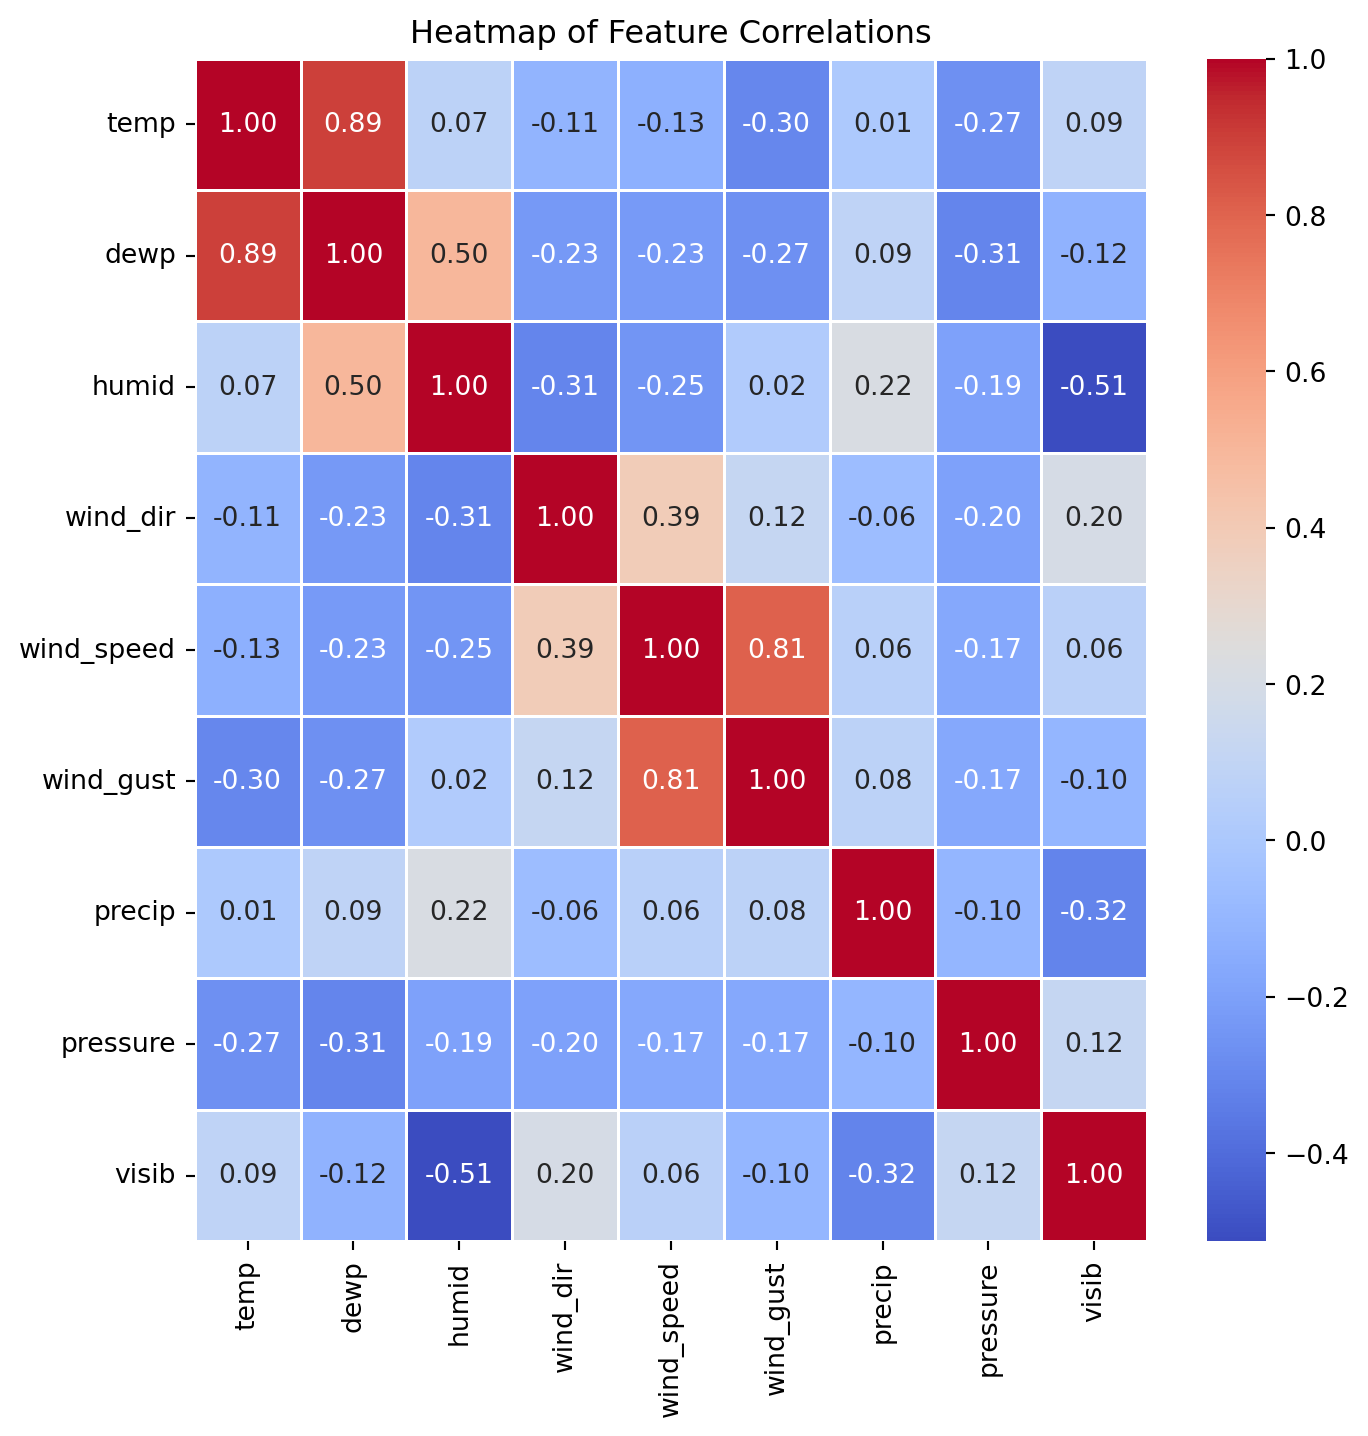 Heatmap of Feature Correlations
temp 1.00 0.89 0.07 -0.11 -0.13 -0.30 0.01 -0.27 0.09
dewp 0.89 1.00 0.50 -0.23 -0.23 -0.27 0.09 -0.31 -0.12
humid 0.07 0.50 1.00 -0.31 -0.25 0.02 0.22 -0.19 -0.51
wind_dir -0.11 -0.23 -0.31 1.00 0.39 0.12 -0.06 -0.20 0.20
wind_speed -0.13 -0.23 -0.25 0.39 1.00 0.81 0.06 -0.17 0.06
wind_gust -0.30 -0.27 0.02 0.12 0.81 1.00 0.08 -0.17 -0.10
precip 0.01 0.09 0.22 -0.06 0.06 0.08 1.00 -0.10 -0.32
pressure -0.27 -0.31 -0.19 -0.20 -0.17 -0.17 -0.10 1.00 0.12
visib 0.09 -0.12 -0.51 0.20 0.06 -0.10 -0.32 0.12 1.00
temp dewp humid wind_dir wind_speed wind_gust precip pressure visib
1.0
0.8
0.6
0.4
0.2
0.0
−0.2
−0.4